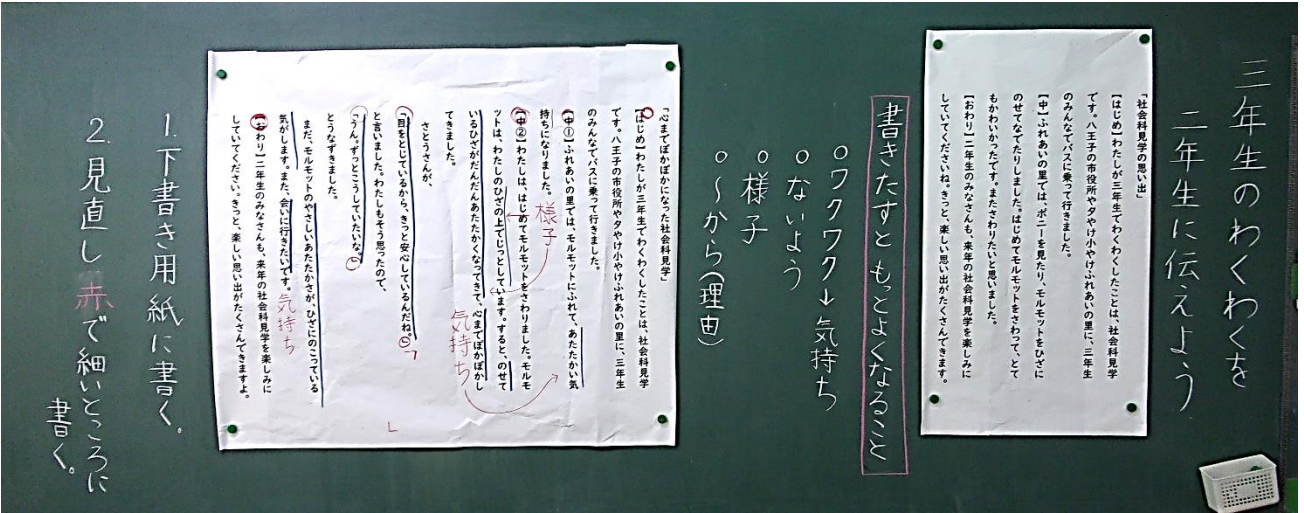 三年生のわくわくを
二年生に伝えよう
「社会科見学の思い出」
【はじめ】わたしが三年生でわくわくしたことは、社会科見学
です。八王子の市役所や夕やけ小やけふれあいの里に、三年生
のみんなでバスに乗って行きました。
【中】ふれあいの里では、ポニーを見たり、モルモットをひざに
のせてなでたりしました。はじめてモルモットをさわって、とて
もかわいかったです。またさわりたいと思いました。
【おわり】二年生のみなさんも、来年の社会科見学を楽しみに
していてくださいね。きっと、楽しい思い出がたくさんできます。
書きたすともっとよくなること
○ワクワク→気持ち
○ないよう
○様子
○〜から(理由)
「心までぽかぽかになった社会科見学」
【はじめ】わたしが三年生でわくわくしたことは、社会科見学
です。八王子の市役所や夕やけ小やけふれあいの里に、三年生
のみんなでバスに乗って行きました。
【中①】ふれあいの里では、モルモットにふれて、あたたかい気
持ちになりました。
様子
【中②】わたしは、はじめてモルモットをさわりました。モルモ
ットは、わたしのひざの上でじっとしています。すると、のせて
いるひざがだんだんあたたかくなってきて、心までぽかぽかし
てきました。
気持ち
さとうさんが、
「目をとじているから、きっと安心しているんだね。」
と言いました。わたしもそう思ったので、
「うん。ずっとこうしていたいな。」
とうなずきました。
まだ、モルモットのやさしいあたたかさが、ひざにのこっている
気がします。また、会いに行きたいです。
気持ち
【おわり】二年生のみなさんも、来年の社会科見学を楽しみに
していてください。きっと、楽しい思い出がたくさんできますよ。
1.下書き用紙に書く。
2.見直し赤で細いところに
書く。